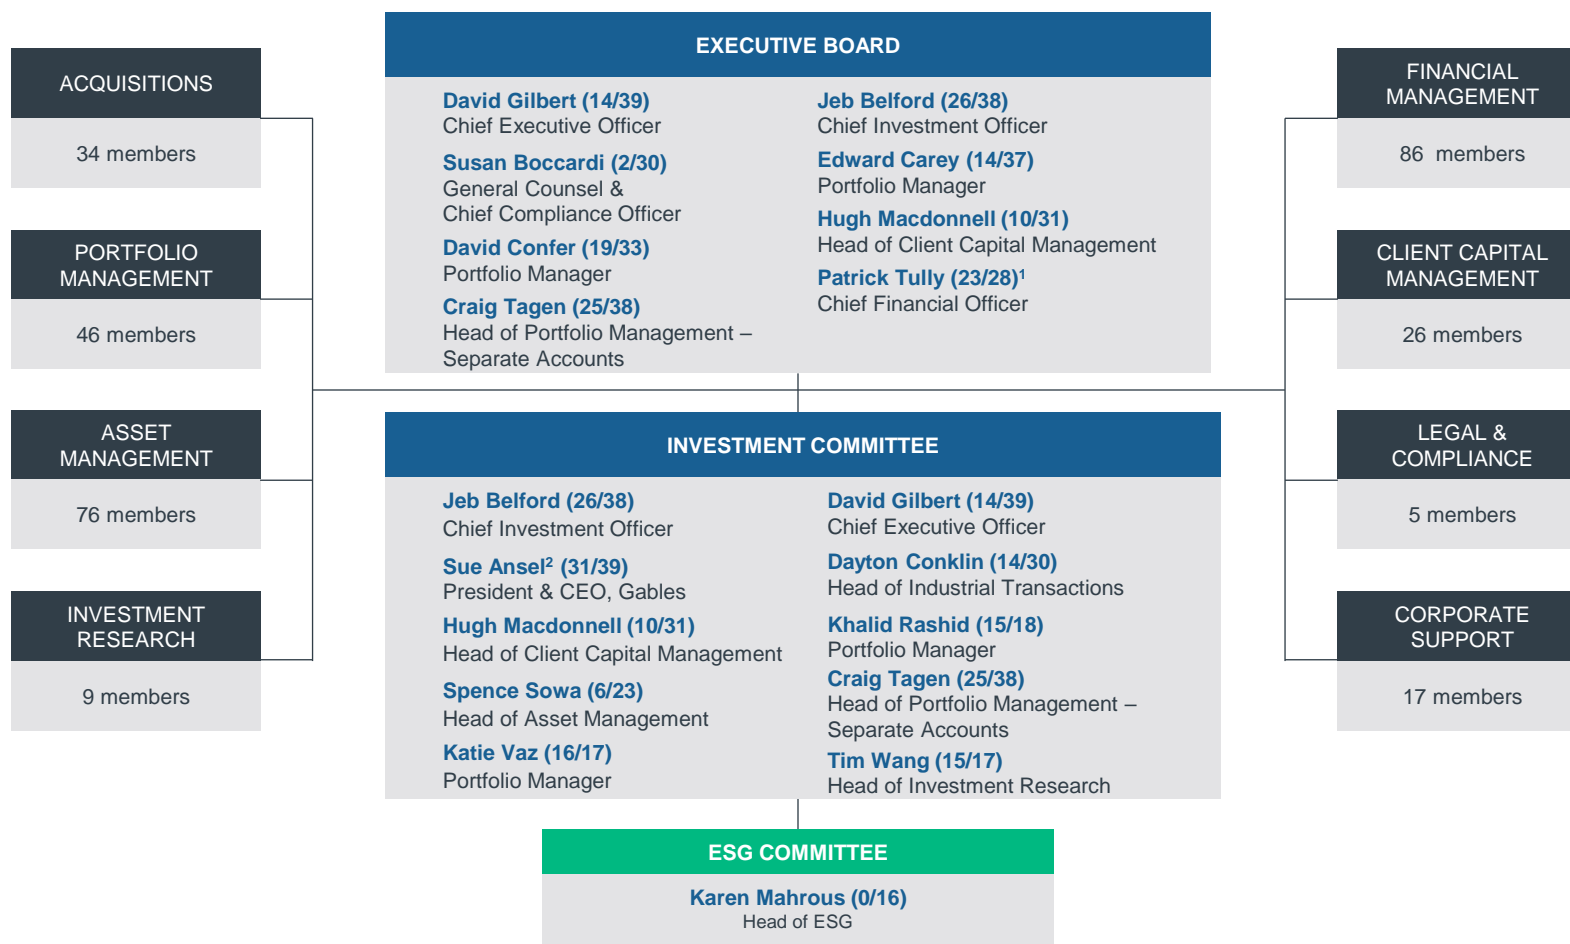 EXECUTIVE BOARD
David Gilbert (14/39)
Chief Executive Officer
Susan Boccardi (2/30)
General Counsel &
Chief Compliance Officer
David Confer (19/33)
Portfolio Manager
Craig Tagen (25/38)
Head of Portfolio Management –
Separate Accounts
Jeb Belford (26/38)
Chief Investment Officer
Edward Carey (14/37)
Portfolio Manager
Hugh Macdonnell (10/31)
Head of Client Capital Management
Patrick Tully (23/28)¹
Chief Financial Officer
ACQUISITIONS
34 members
PORTFOLIO
MANAGEMENT
46 members
ASSET
MANAGEMENT
76 members
INVESTMENT
RESEARCH
9 members
FINANCIAL
MANAGEMENT
86 members
CLIENT CAPITAL
MANAGEMENT
26 members
LEGAL &
COMPLIANCE
5 members
CORPORATE
SUPPORT
17 members
INVESTMENT COMMITTEE
Jeb Belford (26/38)
Chief Investment Officer
Sue Ansel² (31/39)
President & CEO, Gables
Hugh Macdonnell (10/31)
Head of Client Capital Management
Spence Sowa (6/23)
Head of Asset Management
Katie Vaz (16/17)
Portfolio Manager
David Gilbert (14/39)
Chief Executive Officer
Dayton Conklin (14/30)
Head of Industrial Transactions
Khalid Rashid (15/18)
Portfolio Manager
Craig Tagen (25/38)
Head of Portfolio Management –
Separate Accounts
Tim Wang (15/17)
Head of Investment Research
ESG COMMITTEE
Karen Mahrous (0/16)
Head of ESG